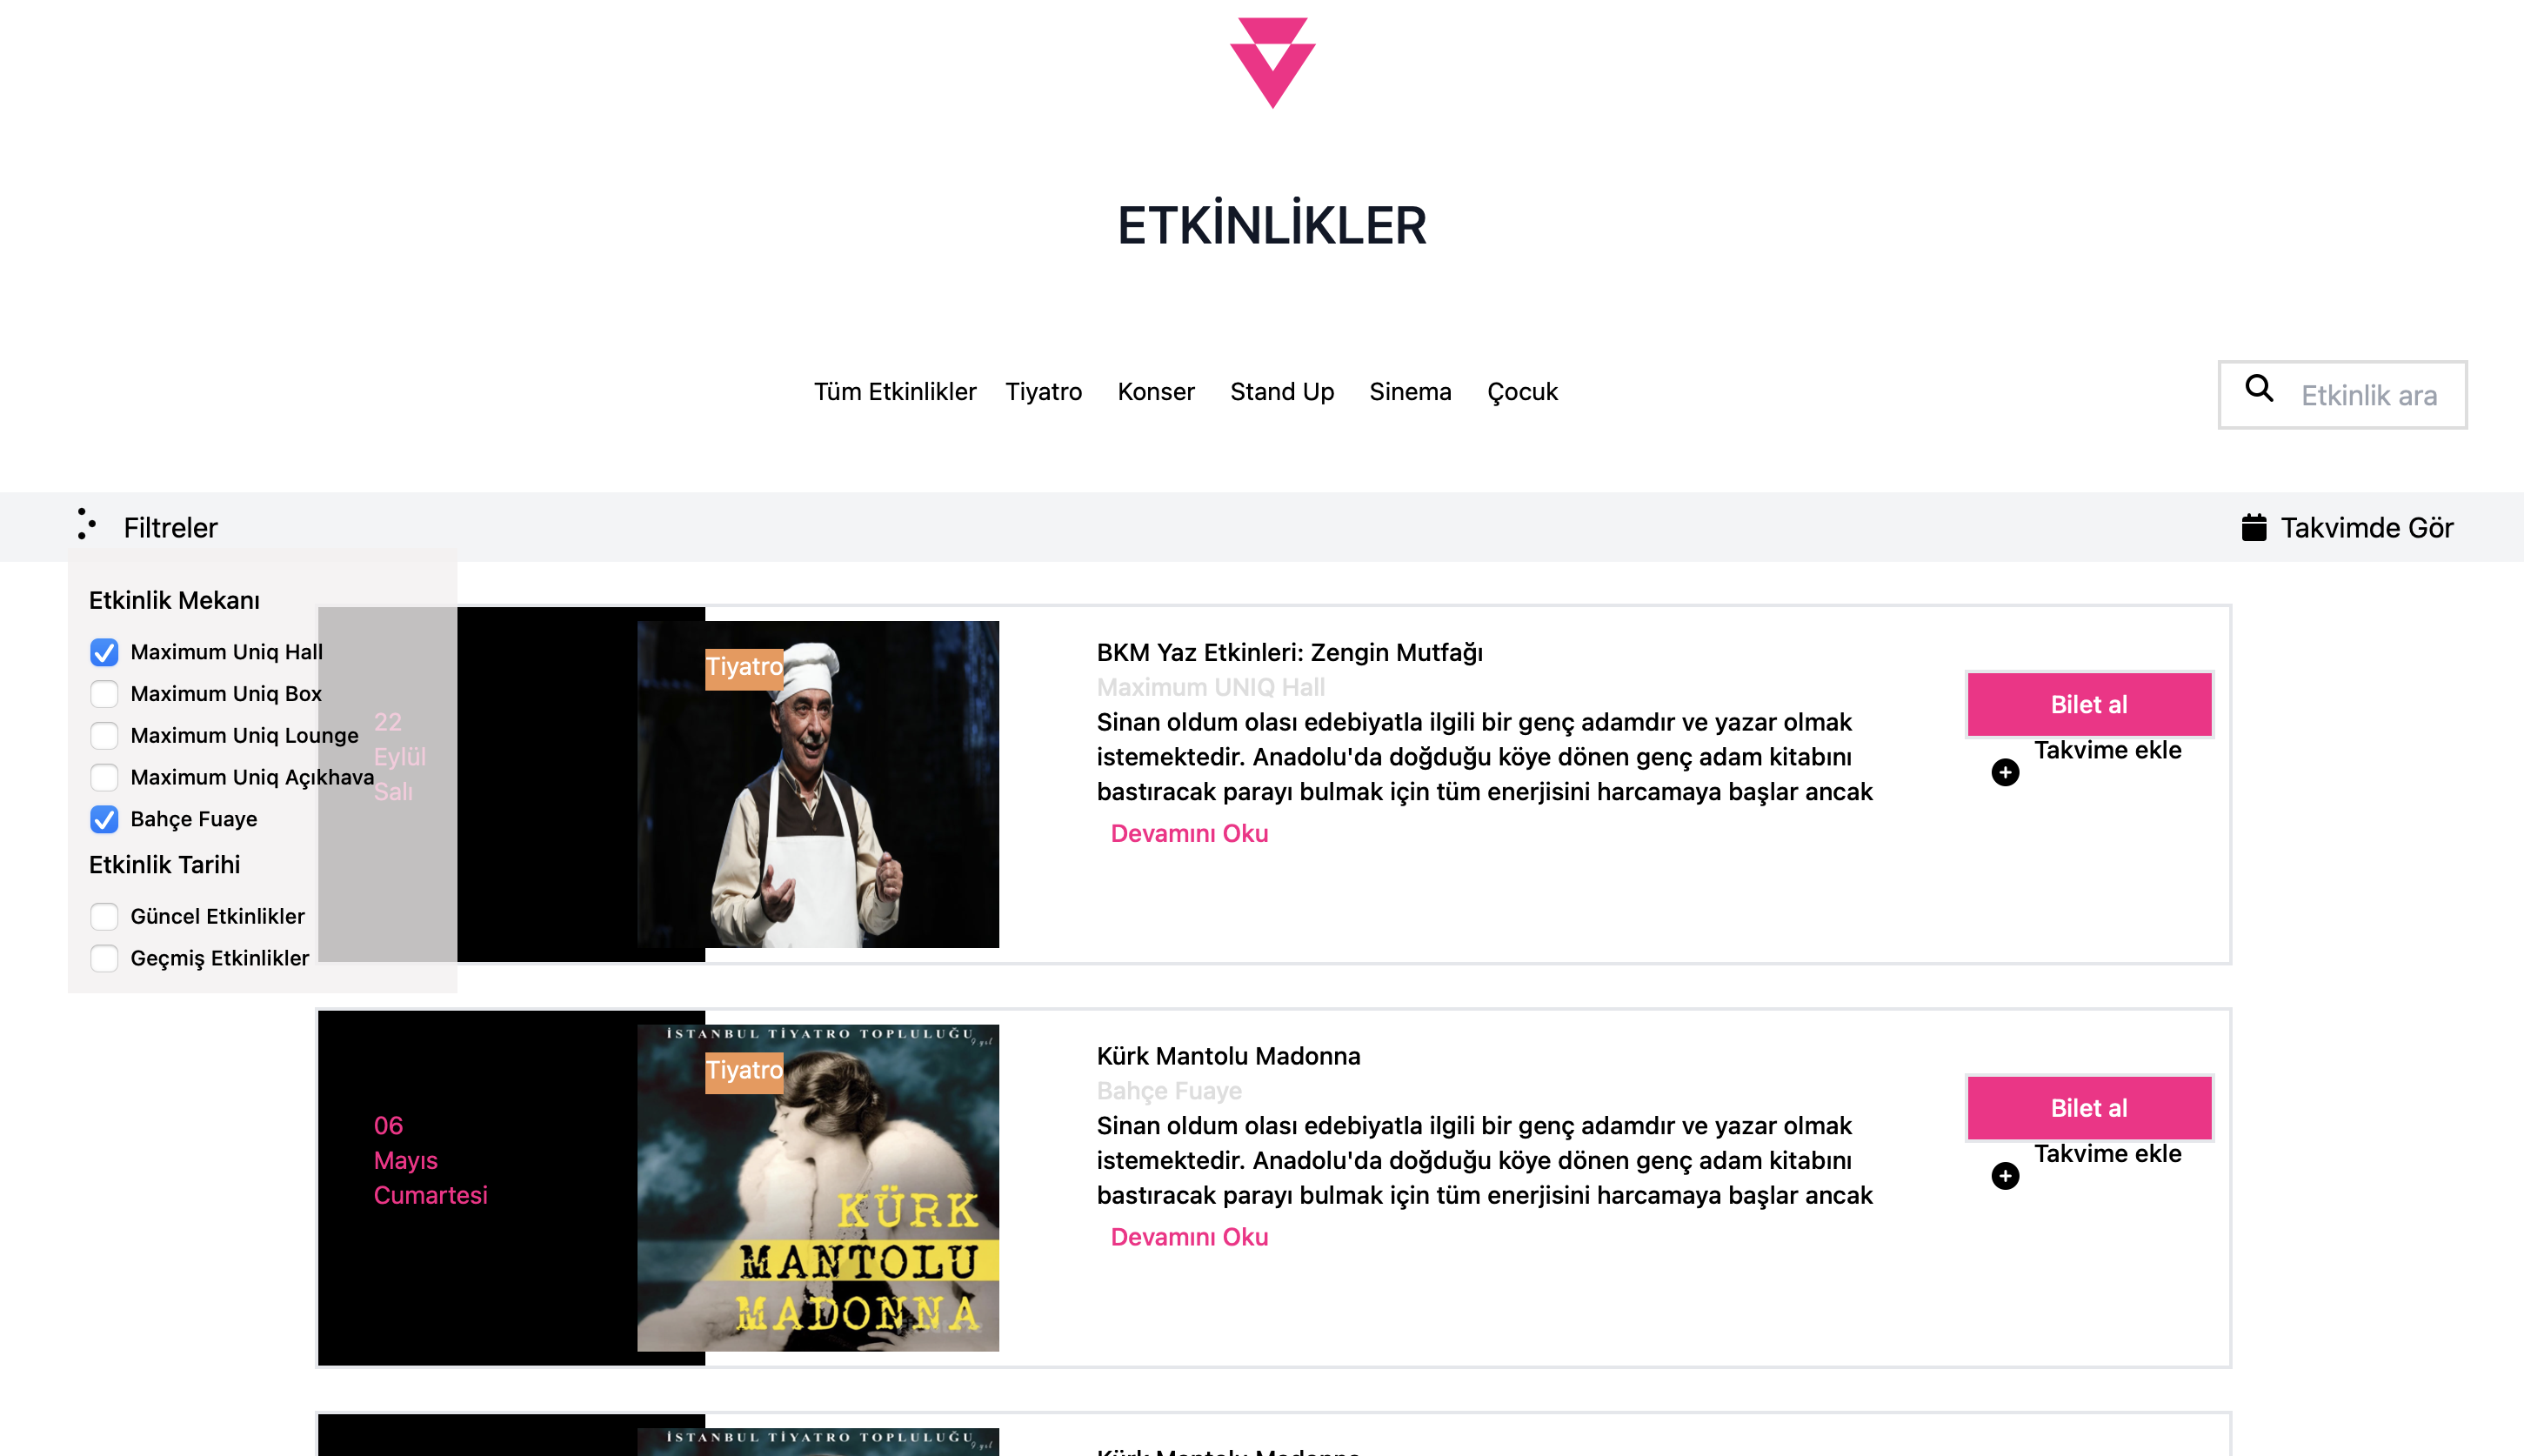 ETKİNLİKLER
Tüm Etkinlikler Tiyatro Konser Stand Up Sinema Çocuk
Etkinlik ara
Filtreler
Takvimde Gör
Etkinlik Mekanı
Maximum Uniq Hall
Maximum Uniq Box
Maximum Uniq Lounge
Maximum Uniq Açıkhava
Bahçe Fuaye
Etkinlik Tarihi
Güncel Etkinlikler
Geçmiş Etkinlikler
22
Eylül
Salı
Tiyatro
BKM Yaz Etkinleri: Zengin Mutfağı
Maximum UNIQ Hall
Sinan oldum olası edebiyatla ilgili bir genç adamdır ve yazar olmak
istemektedir. Anadolu'da doğduğu köye dönen genç adam kitabını
bastıracak parayı bulmak için tüm enerjisini harcamaya başlar ancak
Devamını Oku
Bilet al
Takvime ekle
06
Mayıs
Cumartesi
İSTANBUL TİYATRO TOPLULUĞU
9 yıl
Tiyatro
KÜRK
MANTOLU
MADONNA
Kürk Mantolu Madonna
Bahçe Fuaye
Sinan oldum olası edebiyatla ilgili bir genç adamdır ve yazar olmak
istemektedir. Anadolu'da doğduğu köye dönen genç adam kitabını
bastıracak parayı bulmak için tüm enerjisini harcamaya başlar ancak
Devamını Oku
Bilet al
Takvime ekle
İSTANBUL TİYATRO TOPLULUĞU
9 yıl
Kürk Mantolu Madonna